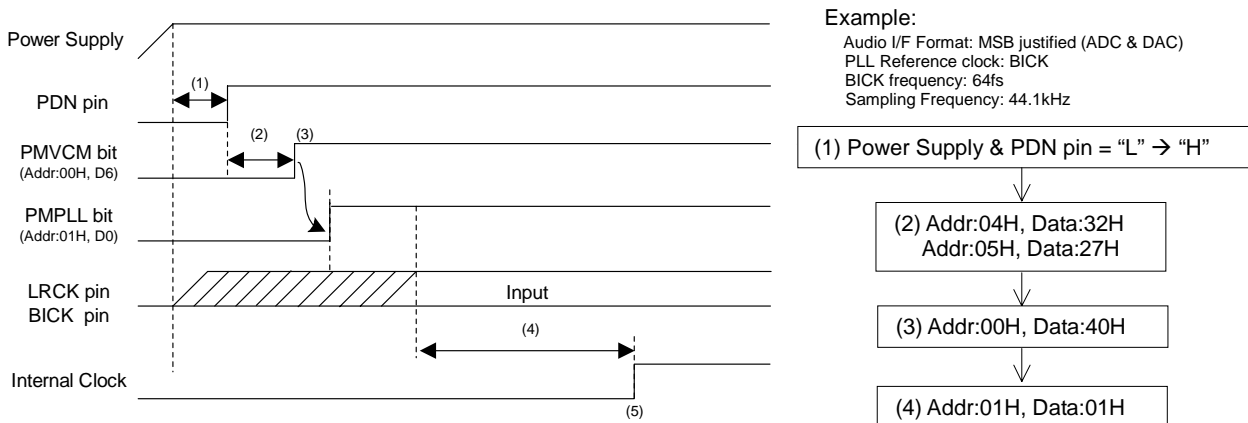 Power Supply
(1)
PDN pin
(2)
(3)
PMVCM bit
(Addr:00H, D6)
PMPLL bit
(Addr:01H, D0)
LRCK pin
BICK pin
Input
(4)
Internal Clock
(5)
Example:
Audio I/F Format: MSB justified (ADC & DAC)
PLL Reference clock: BICK
BICK frequency: 64fs
Sampling Frequency: 44.1kHz
(1) Power Supply & PDN pin = “L” → “H”
(2) Addr:04H, Data:32H
Addr:05H, Data:27H
(3) Addr:00H, Data:40H
(4) Addr:01H, Data:01H